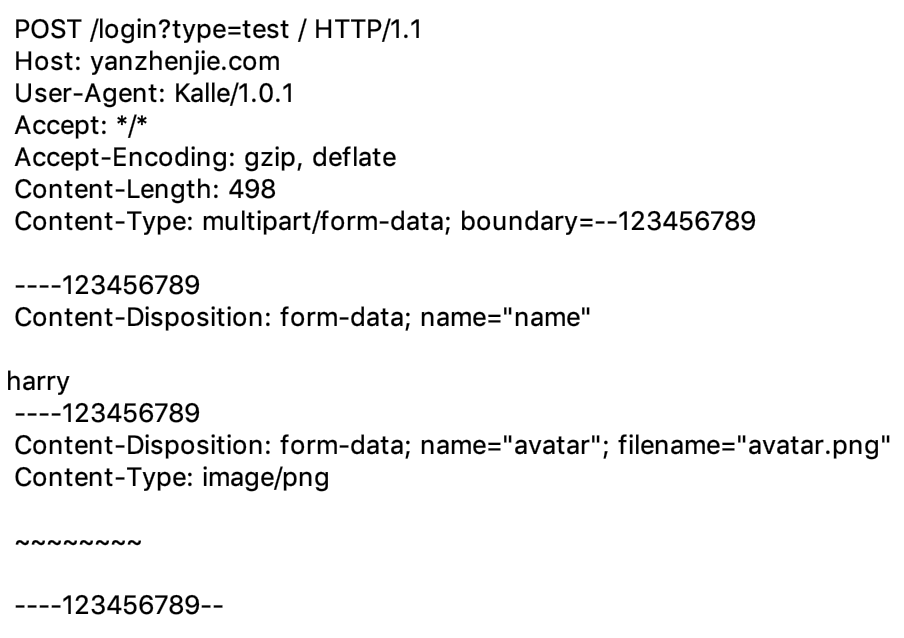 POST /login?type=test / HTTP/1.1
Host: yanzhenjie.com
User-Agent: Kalle/1.0.1
Accept: */*
Accept-Encoding: gzip, deflate
Content-Length: 498
Content-Type: multipart/form-data; boundary=--123456789
----123456789
Content-Disposition: form-data; name="name"
harry
----123456789
Content-Disposition: form-data; name="avatar"; filename="avatar.png"
Content-Type: image/png
~~~~~~~~
----123456789--